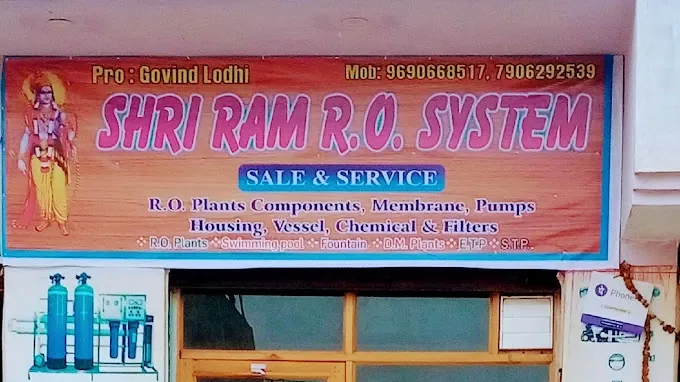 Pro : Govind Lodhi
Mob: 9690668517, 7906292539
SHRI RAM R.O. SYSTEM
SALE & SERVICE
R.O. Plants Components, Membrane, Pumps
Housing, Vessel, Chemical & Filters
R.O. Plants Swimming pool Fountain D.M. Plants E.T.P S.T.P.